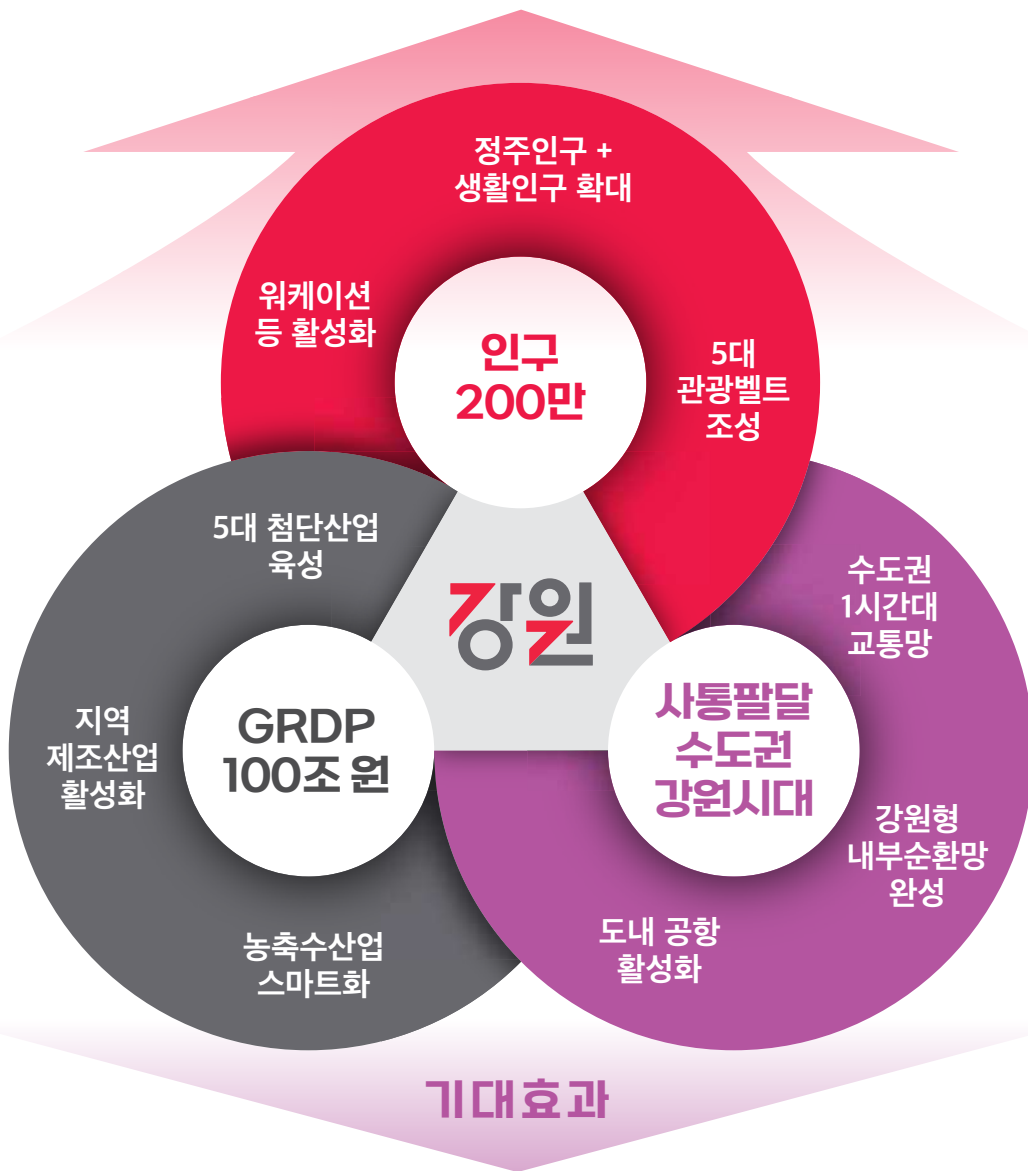 정주인구 +
생활인구 확대
워케이션
등 활성화
인구
200만
5대
관광벨트
조성
5대 첨단산업
육성
강원
수도권
1시간대
교통망
지역
제조산업
활성화
GRDP
100조 원
사통팔달
수도권
강원시대
강원형
내부순환망
완성
농축수산업
스마트화
도내 공항
활성화
기대효과